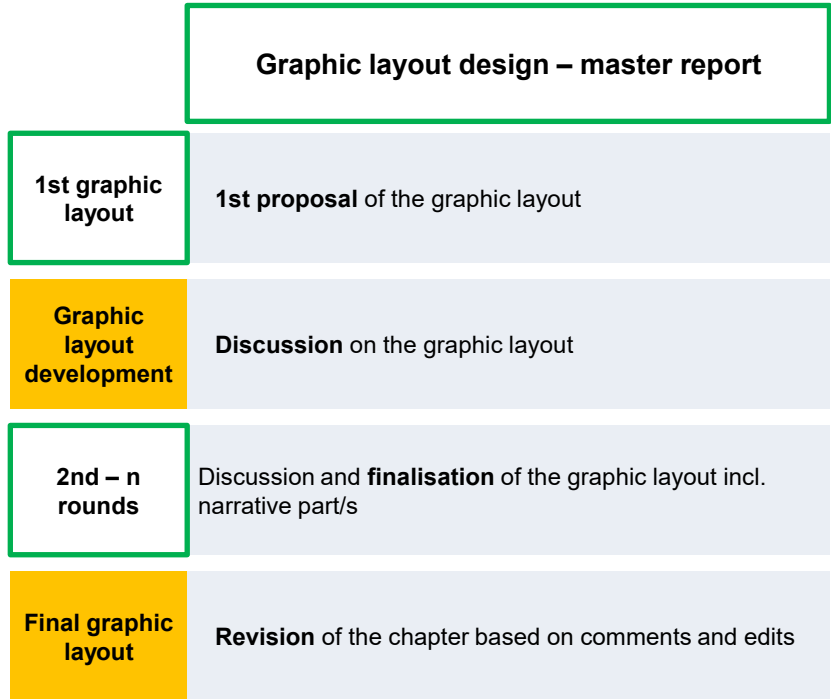 Graphic layout design – master report
1st graphic
layout
1st proposal of the graphic layout
Graphic
layout
development
Discussion on the graphic layout
2nd – n
rounds
Discussion and finalisation of the graphic layout incl.
narrative part/s
Final graphic
layout
Revision of the chapter based on comments and edits